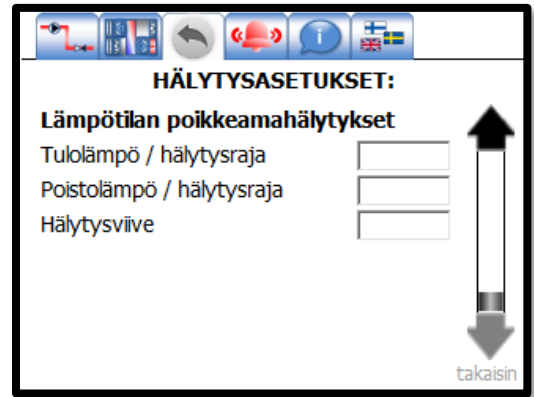 HÄLYTYSASETUKSET:
Lämpötilan poikkeamahälytykset
Tulolämpö / hälytysraja
Poistolämpö / hälytysraja
Hälytysviive
takaisin